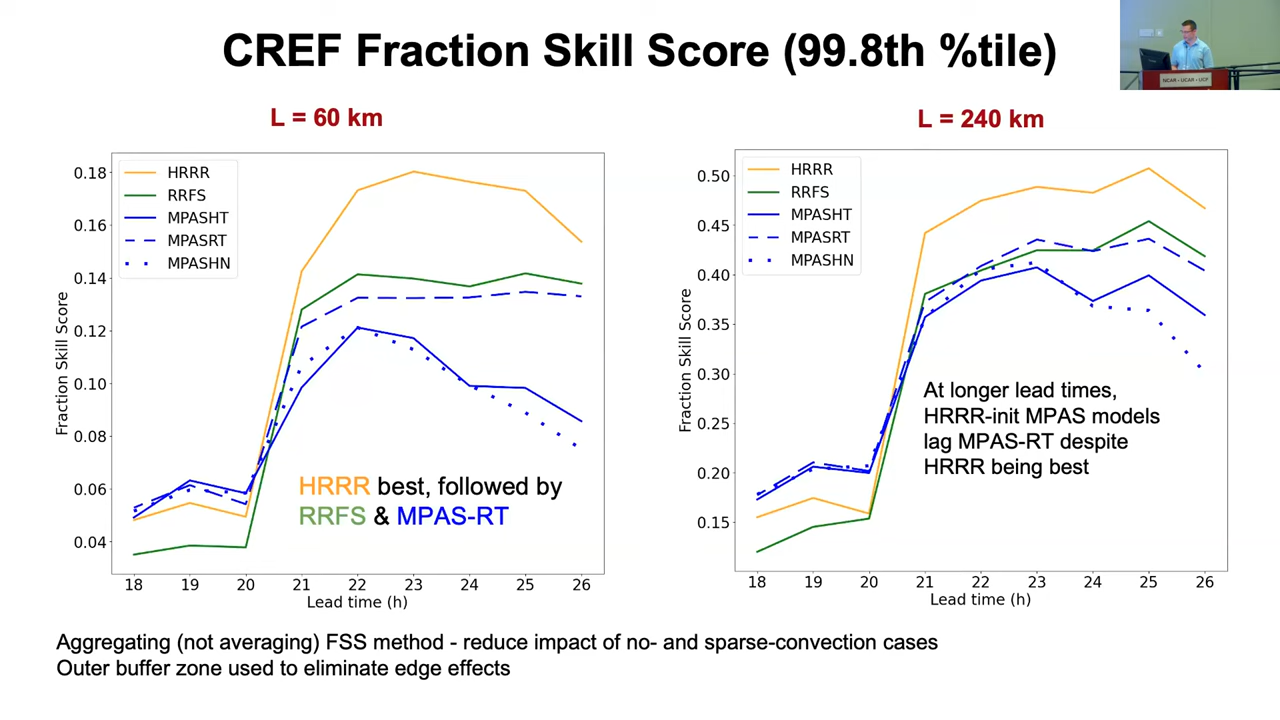 CREF Fraction Skill Score (99.8th %tile)
NCAR • UCAR • UCP
L = 60 km
HRRR
RRFS
MPASHT
MPASRT
MPASHN
Fraction Skill Score
0.18
0.16
0.14
0.12
0.10
0.08
0.06
0.04
HRRR best, followed by
RRFS & MPAS-RT
18 19 20 21 22 23 24 25 26
Lead time (h)
L = 240 km
HRRR
RRFS
MPASHT
MPASRT
MPASHN
Fraction Skill Score
0.50
0.45
0.40
0.35
0.30
0.25
0.20
0.15
At longer lead times,
HRRR-init MPAS models
lag MPAS-RT despite
HRRR being best
18 19 20 21 22 23 24 25 26
Lead time (h)
Aggregating (not averaging) FSS method - reduce impact of no- and sparse-convection cases
Outer buffer zone used to eliminate edge effects